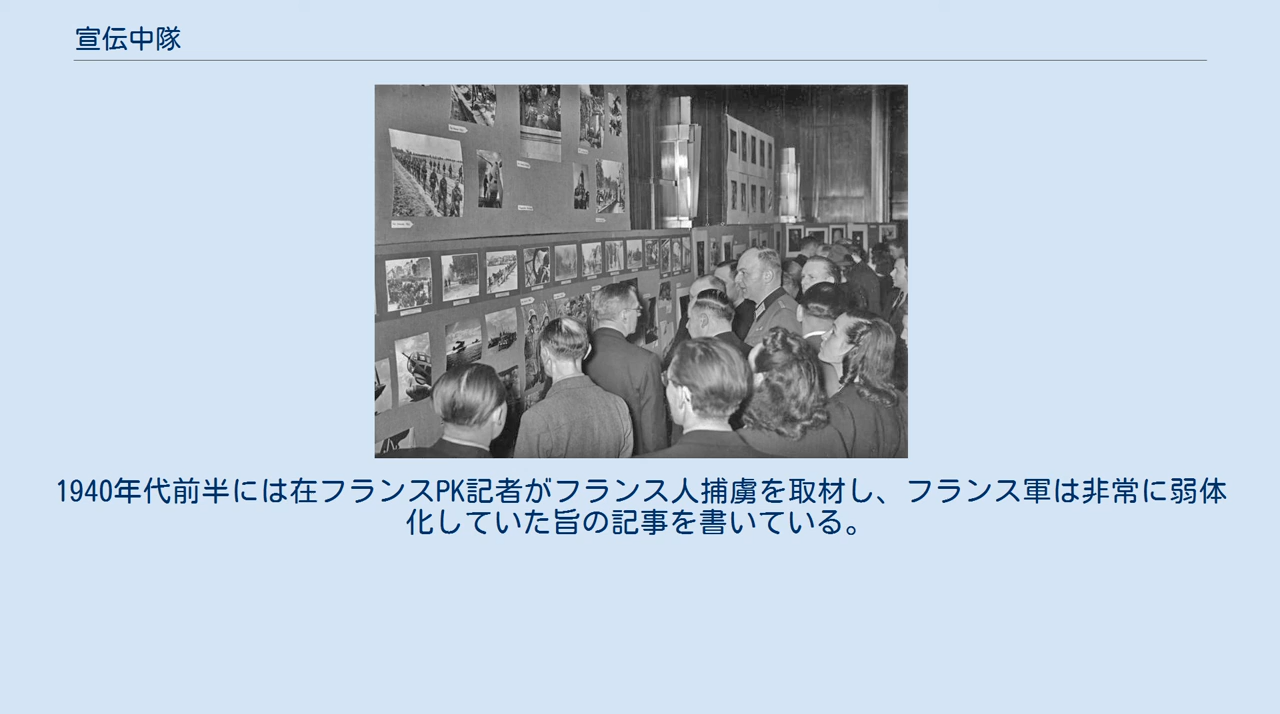 宣伝中隊
1940年代前半には在フランスPK記者がフランス人捕虜を取材し、フランス軍は非常に弱体
化していた旨の記事を書いている。